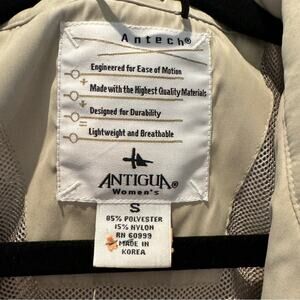 Antech®
Engineered for Ease of Motion
+
Made with the Highest Quality Materials
+
Designed for Durability
=
Lightweight and Breathable
ANTIGUA®
Women's
S
85% POLYESTER
15% NYLON
RN 60999
MADE IN
KOREA